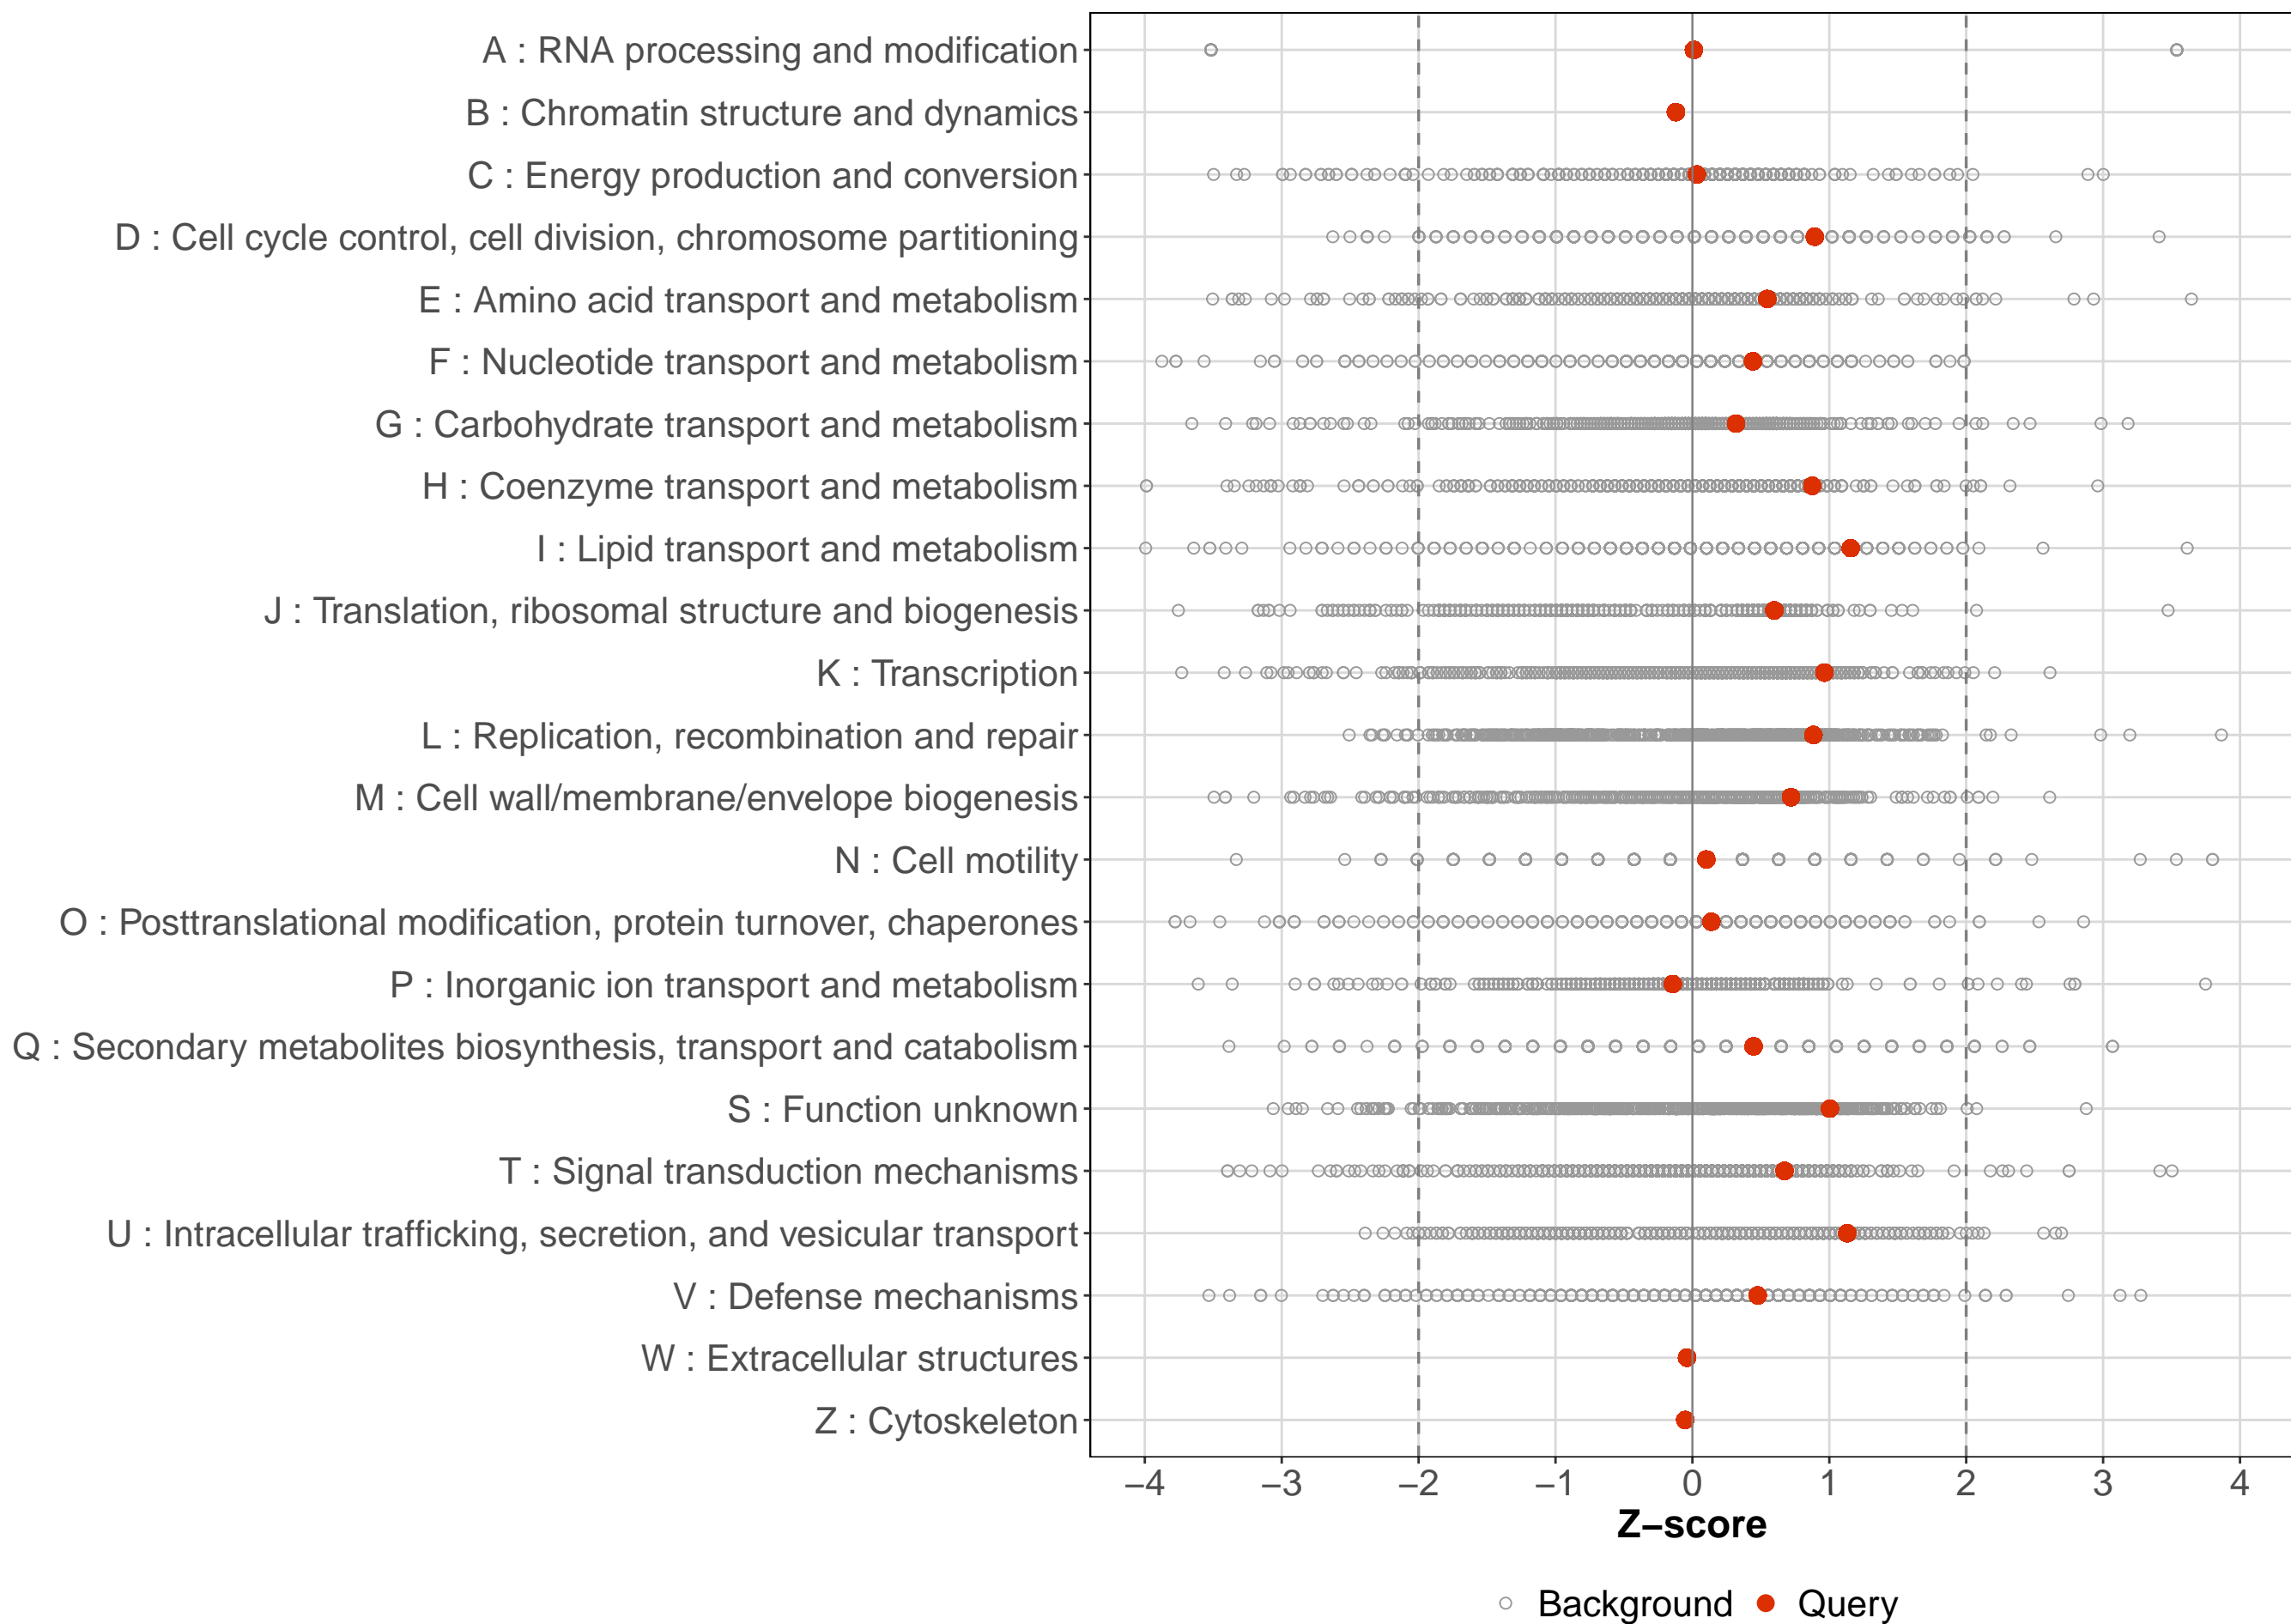 A : RNA processing and modification
B : Chromatin structure and dynamics
C : Energy production and conversion
D : Cell cycle control, cell division, chromosome partitioning
E : Amino acid transport and metabolism
F : Nucleotide transport and metabolism
G : Carbohydrate transport and metabolism
H : Coenzyme transport and metabolism
I : Lipid transport and metabolism
J : Translation, ribosomal structure and biogenesis
K : Transcription
L : Replication, recombination and repair
M : Cell wall/membrane/envelope biogenesis
N : Cell motility
O : Posttranslational modification, protein turnover, chaperones
P : Inorganic ion transport and metabolism
Q : Secondary metabolites biosynthesis, transport and catabolism
S : Function unknown
T : Signal transduction mechanisms
U : Intracellular trafficking, secretion, and vesicular transport
V : Defense mechanisms
W : Extracellular structures
Z : Cytoskeleton
−4 −3 −2 −1 0 1 2 3 4
Z−score
Background Query